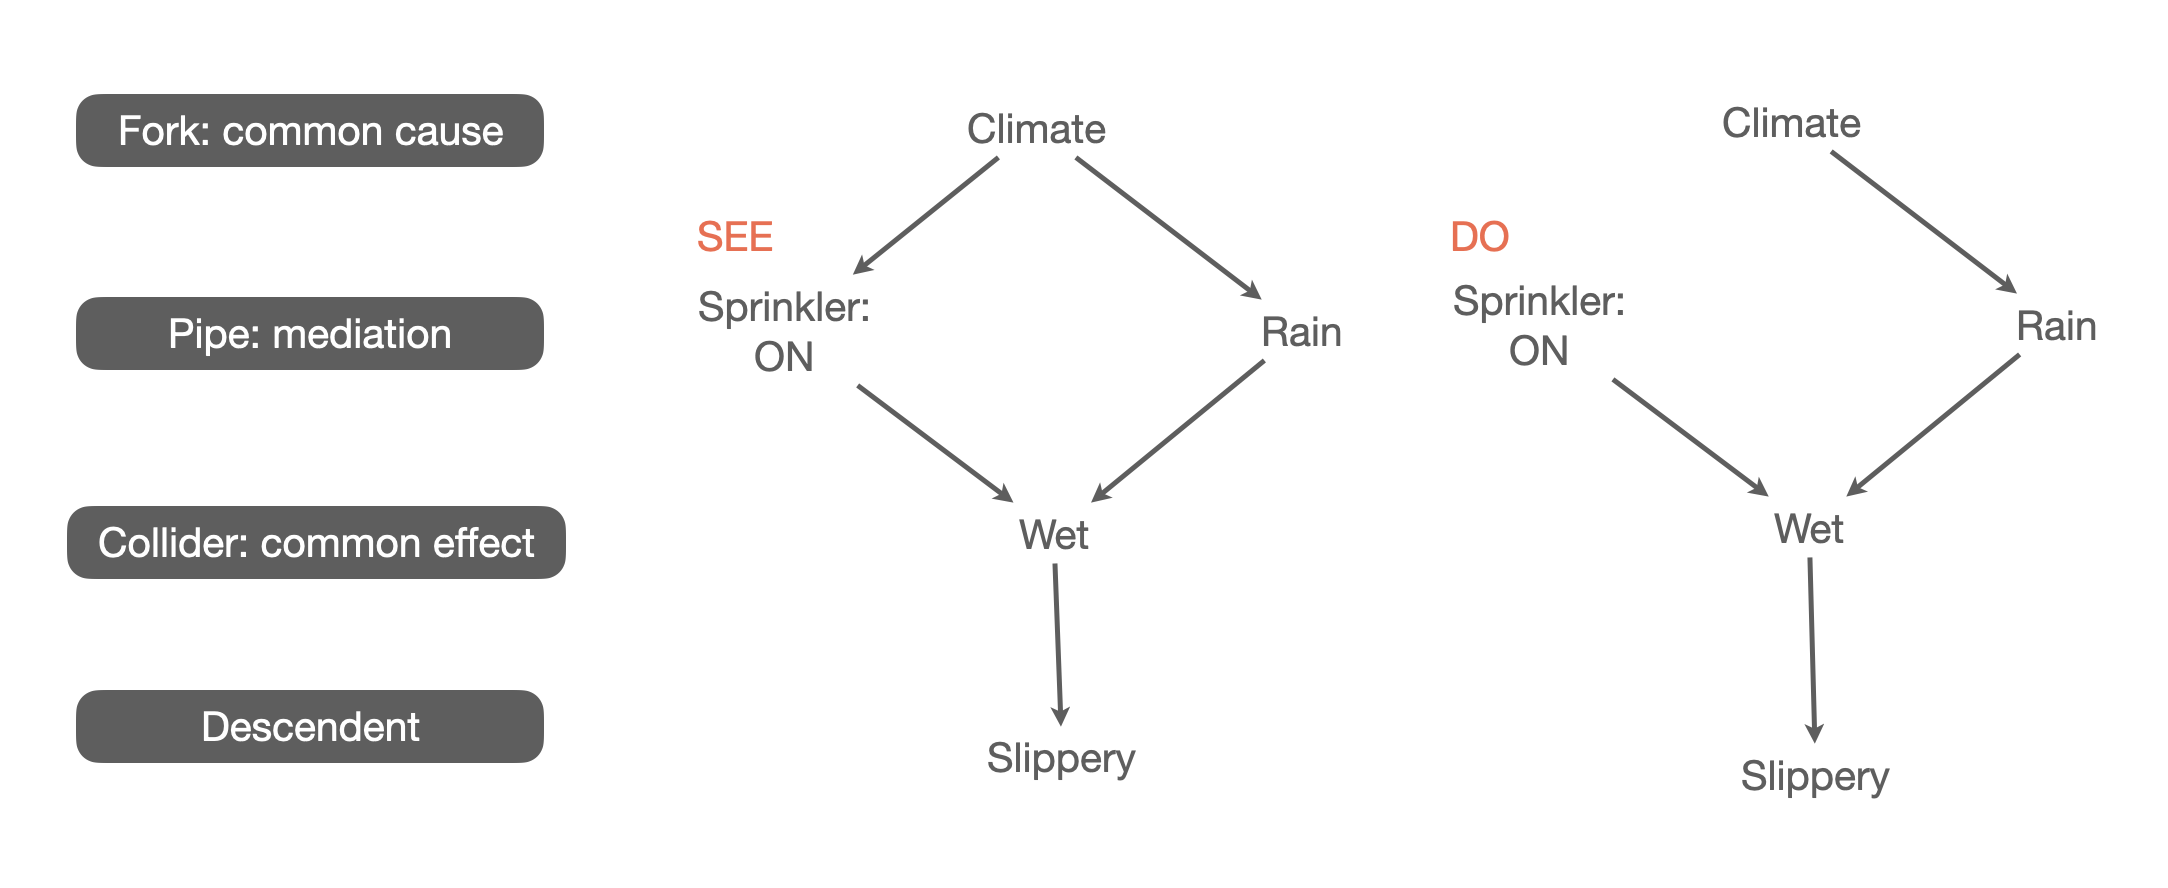 Fork: common cause
Pipe: mediation
Collider: common effect
Descendent
Climate
SEE
Sprinkler:
ON
Rain
Wet
Slippery
Climate
DO
Sprinkler:
ON
Rain
Wet
Slippery